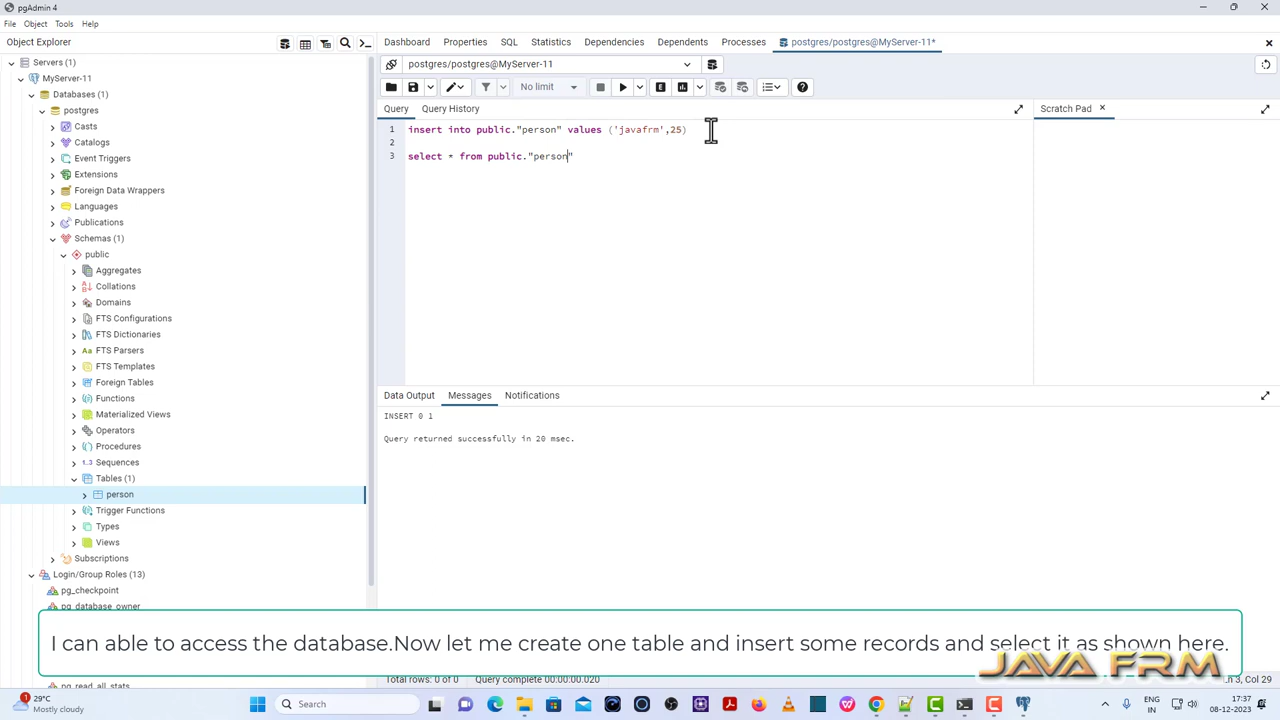 pgAdmin 4
File Object Tools Help
Object Explorer
Dashboard Properties SQL Statistics Dependencies Dependents Processes postgres/postgres@MyServer-11*
Servers (1)
MyServer-11
Databases (1)
postgres
Casts
Catalogs
Event Triggers
Extensions
Foreign Data Wrappers
Languages
Publications
Schemas (1)
public
Aggregates
Collations
Domains
FTS Configurations
FTS Dictionaries
FTS Parsers
FTS Templates
Foreign Tables
Functions
Materialized Views
Operators
Procedures
Sequences
Tables (1)
person
Trigger Functions
Types
Views
Subscriptions
Login/Group Roles (13)
pg_checkpoint
pg_database_owner
pg_read_all_stats
postgres/postgres@MyServer-11
No limit
Query Query History
Scratch Pad
1 insert into public."person" values ('javafrm',25)
2
3 select * from public."person"
Data Output Messages Notifications
INSERT 0 1
Query returned successfully in 20 msec.
I can able to access the database.Now let me create one table and insert some records and select it as shown here.
JAVA FRM
Total rows: 0 of 0 Query complete 00:00:00.020 Ln 3, Col 29
1
29°C
Mostly cloudy
Search
ENG
IN
17:37
08-12-2023